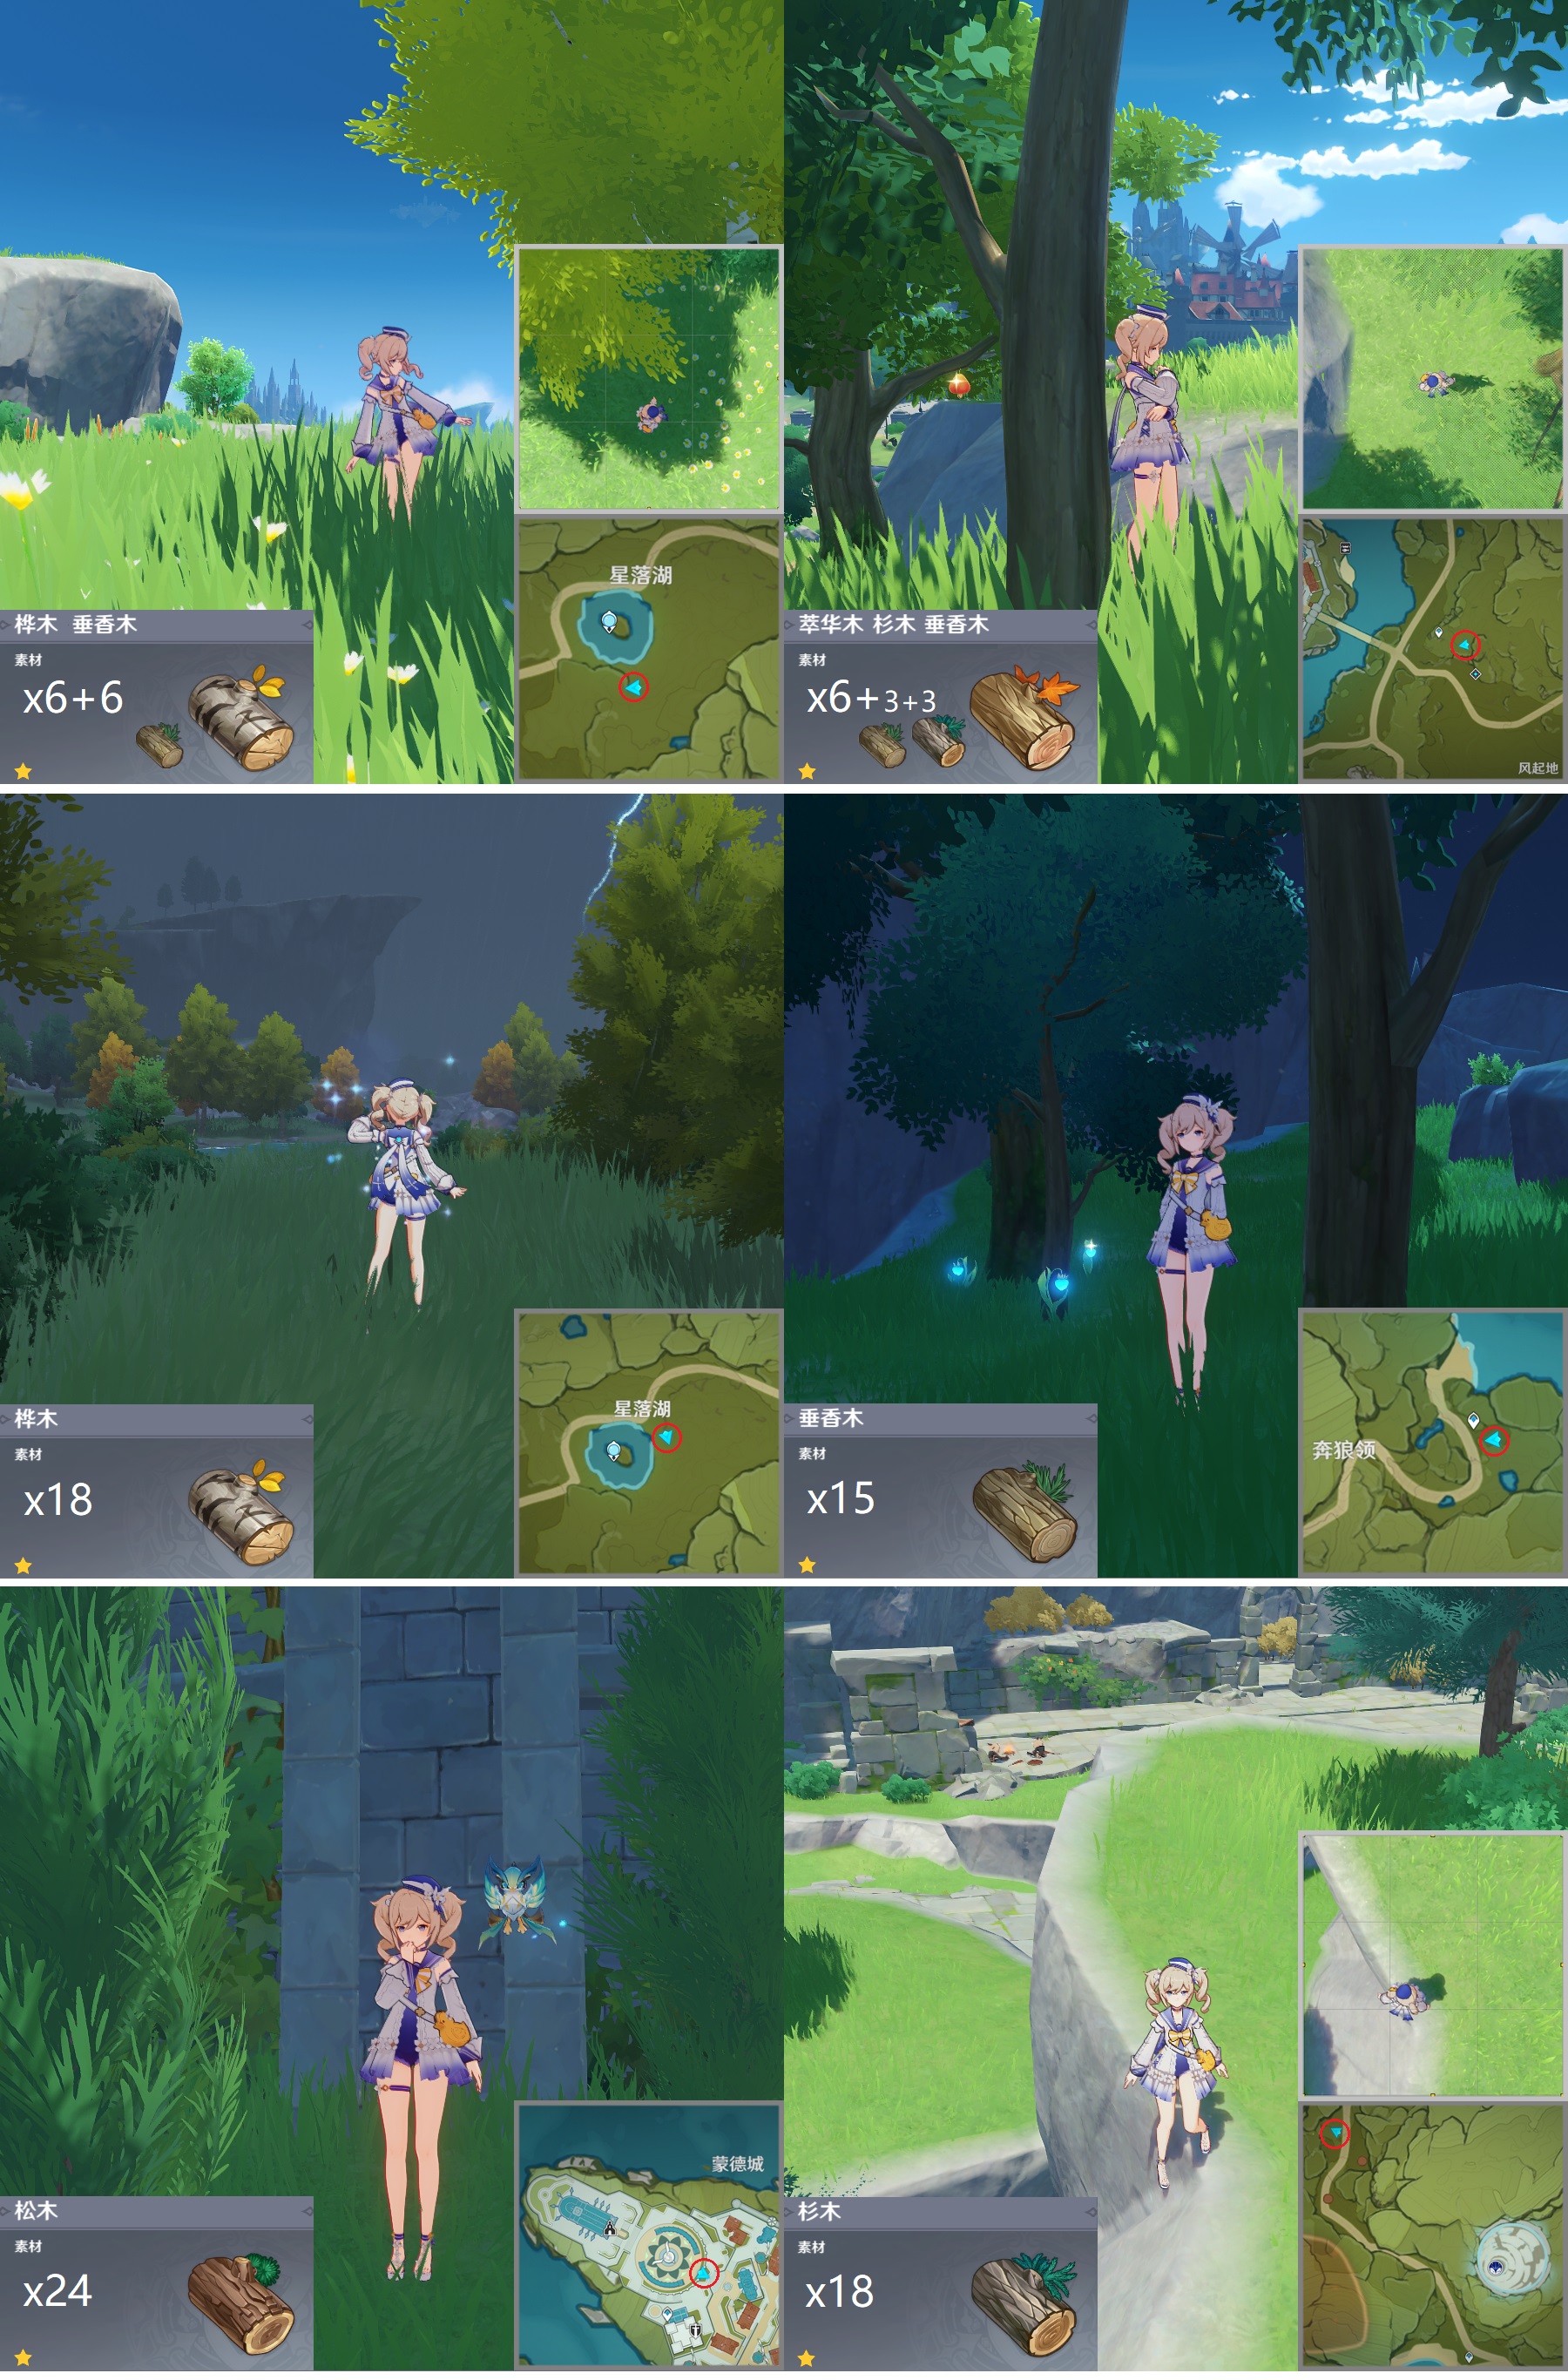 星落湖
桦木 垂香木
素材
x6+6
萃华木 杉木 垂香木
素材
x6+3+3
风起地
星落湖
桦木
素材
x18
奔狼领
垂香木
素材
x15
蒙德城
松木
素材
x24
杉木
素材
x18